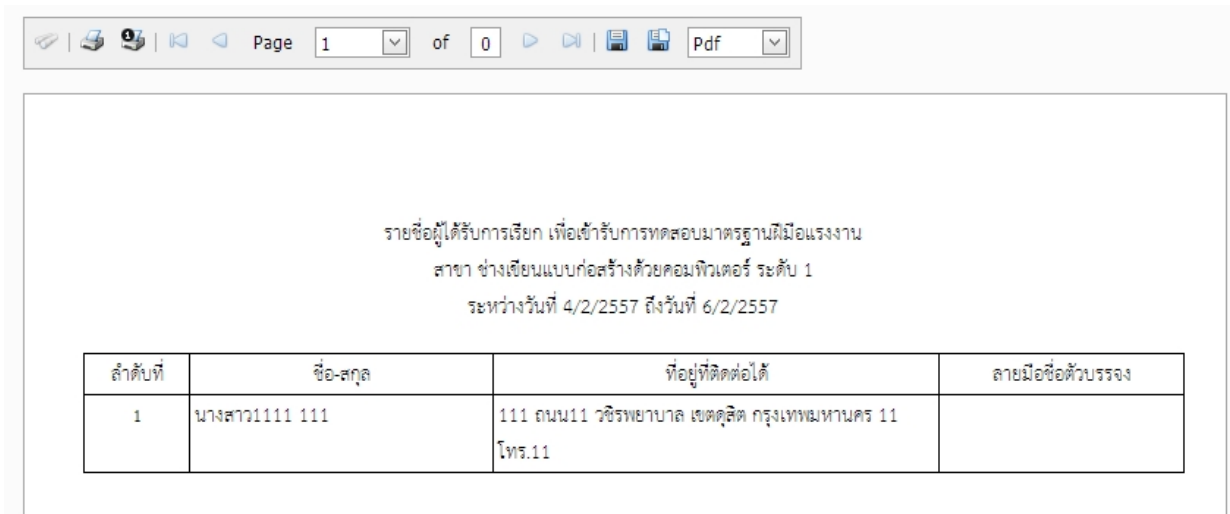 Page 1 of 0 Pdf
รายชื่อผู้ได้รับการเรียก เพื่อเข้ารับการทดสอบมาตรฐานฝีมือแรงงาน
สาขา ช่างเขียนแบบก่อสร้างด้วยคอมพิวเตอร์ ระดับ 1
ระหว่างวันที่ 4/2/2557 ถึงวันที่ 6/2/2557
ลำดับที่ ชื่อ-สกุล ที่อยู่ที่ติดต่อได้ ลายมือชื่อตัวบรรจง
1 นางสาว1111 111 111 ถนน11 วชิรพยาบาล เขตดุสิต กรุงเทพมหานคร 11
โทร.11